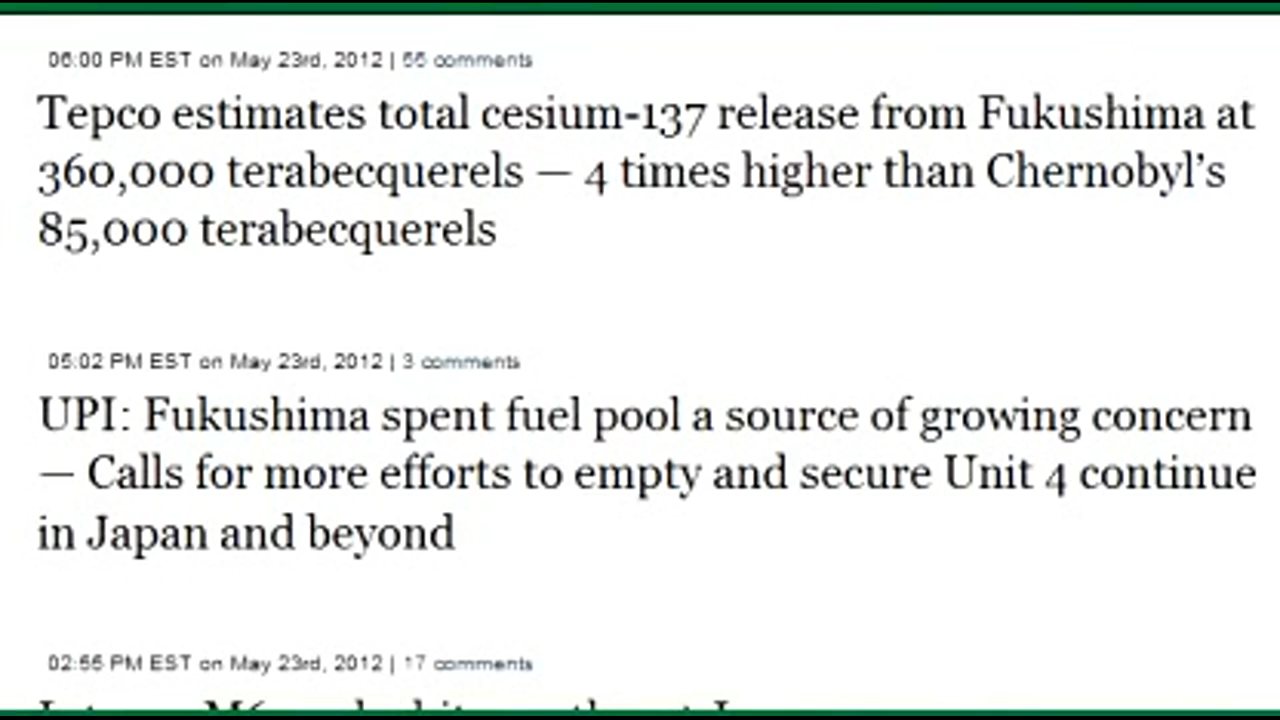 06:00 PM EST on May 23rd, 2012 | 55 comments
Tepco estimates total cesium-137 release from Fukushima at
360,000 terabecquerels — 4 times higher than Chernobyl’s
85,000 terabecquerels
05:02 PM EST on May 23rd, 2012 | 3 comments
UPI: Fukushima spent fuel pool a source of growing concern
— Calls for more efforts to empty and secure Unit 4 continue
in Japan and beyond
02:55 PM EST on May 23rd, 2012 | 17 comments